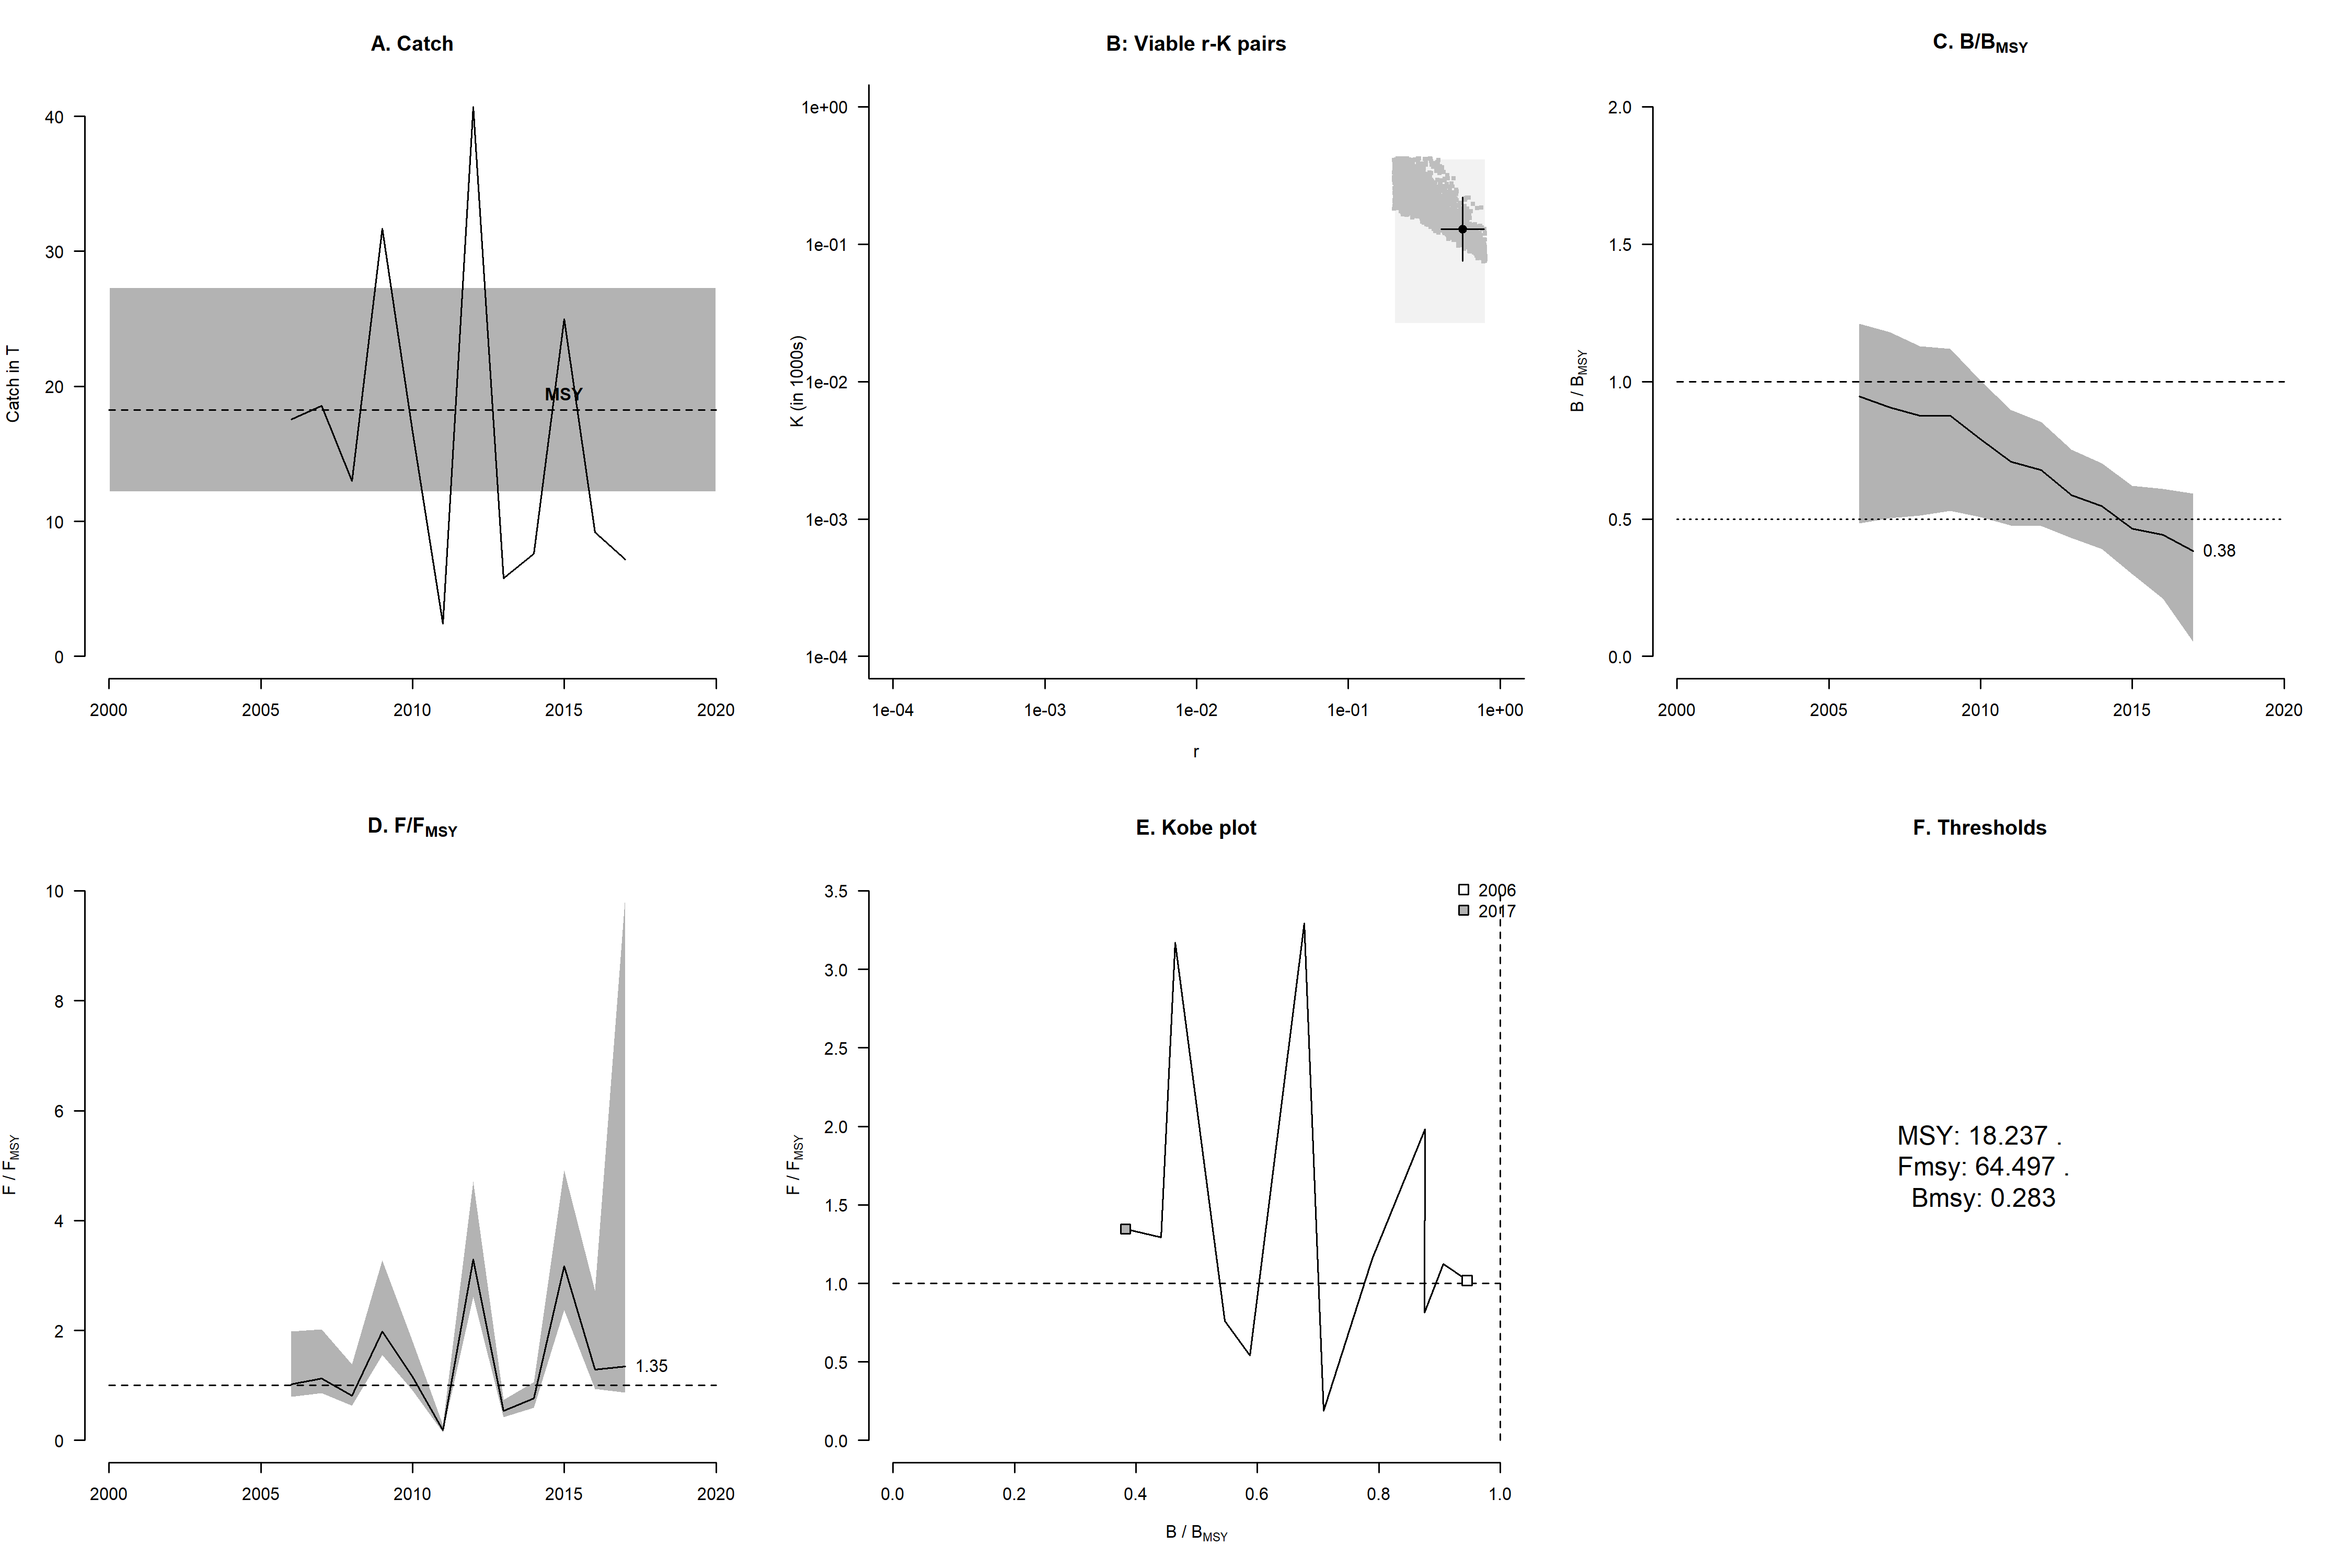 A. Catch
Catch in T
40
30
20
10
0
MSY
2000 2005 2010 2015 2020
B: Viable r-K pairs
K (in 1000s)
1e+00
1e-01
1e-02
1e-03
1e-04
1e-04 1e-03 1e-02 1e-01 1e+00
r
C. B/BMSY
B / BMSY
2.0
1.5
1.0
0.5
0.0
0.38
2000 2005 2010 2015 2020
D. F/FMSY
F / FMSY
10
8
6
4
2
0
1.35
2000 2005 2010 2015 2020
E. Kobe plot
F / FMSY
3.5
3.0
2.5
2.0
1.5
1.0
0.5
0.0
2006
2017
0.0 0.2 0.4 0.6 0.8 1.0
B / BMSY
F. Thresholds
MSY: 18.237 .
Fmsy: 64.497 .
Bmsy: 0.283